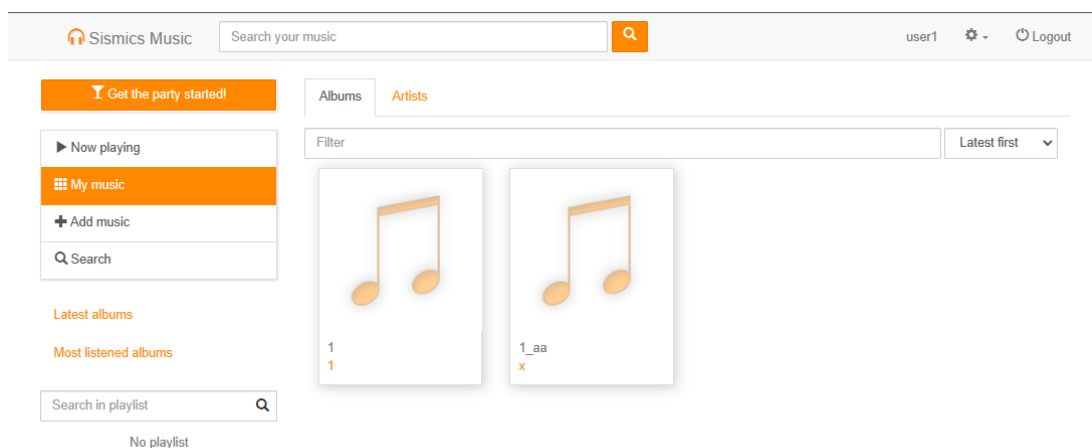 Sismics Music Search your music user1 Logout
Get the party started!
Albums Artists
Now playing
Filter Latest first
My music
Add music
Search
Latest albums
Most listened albums
1 1_aa
1 x
Search in playlist
No playlist